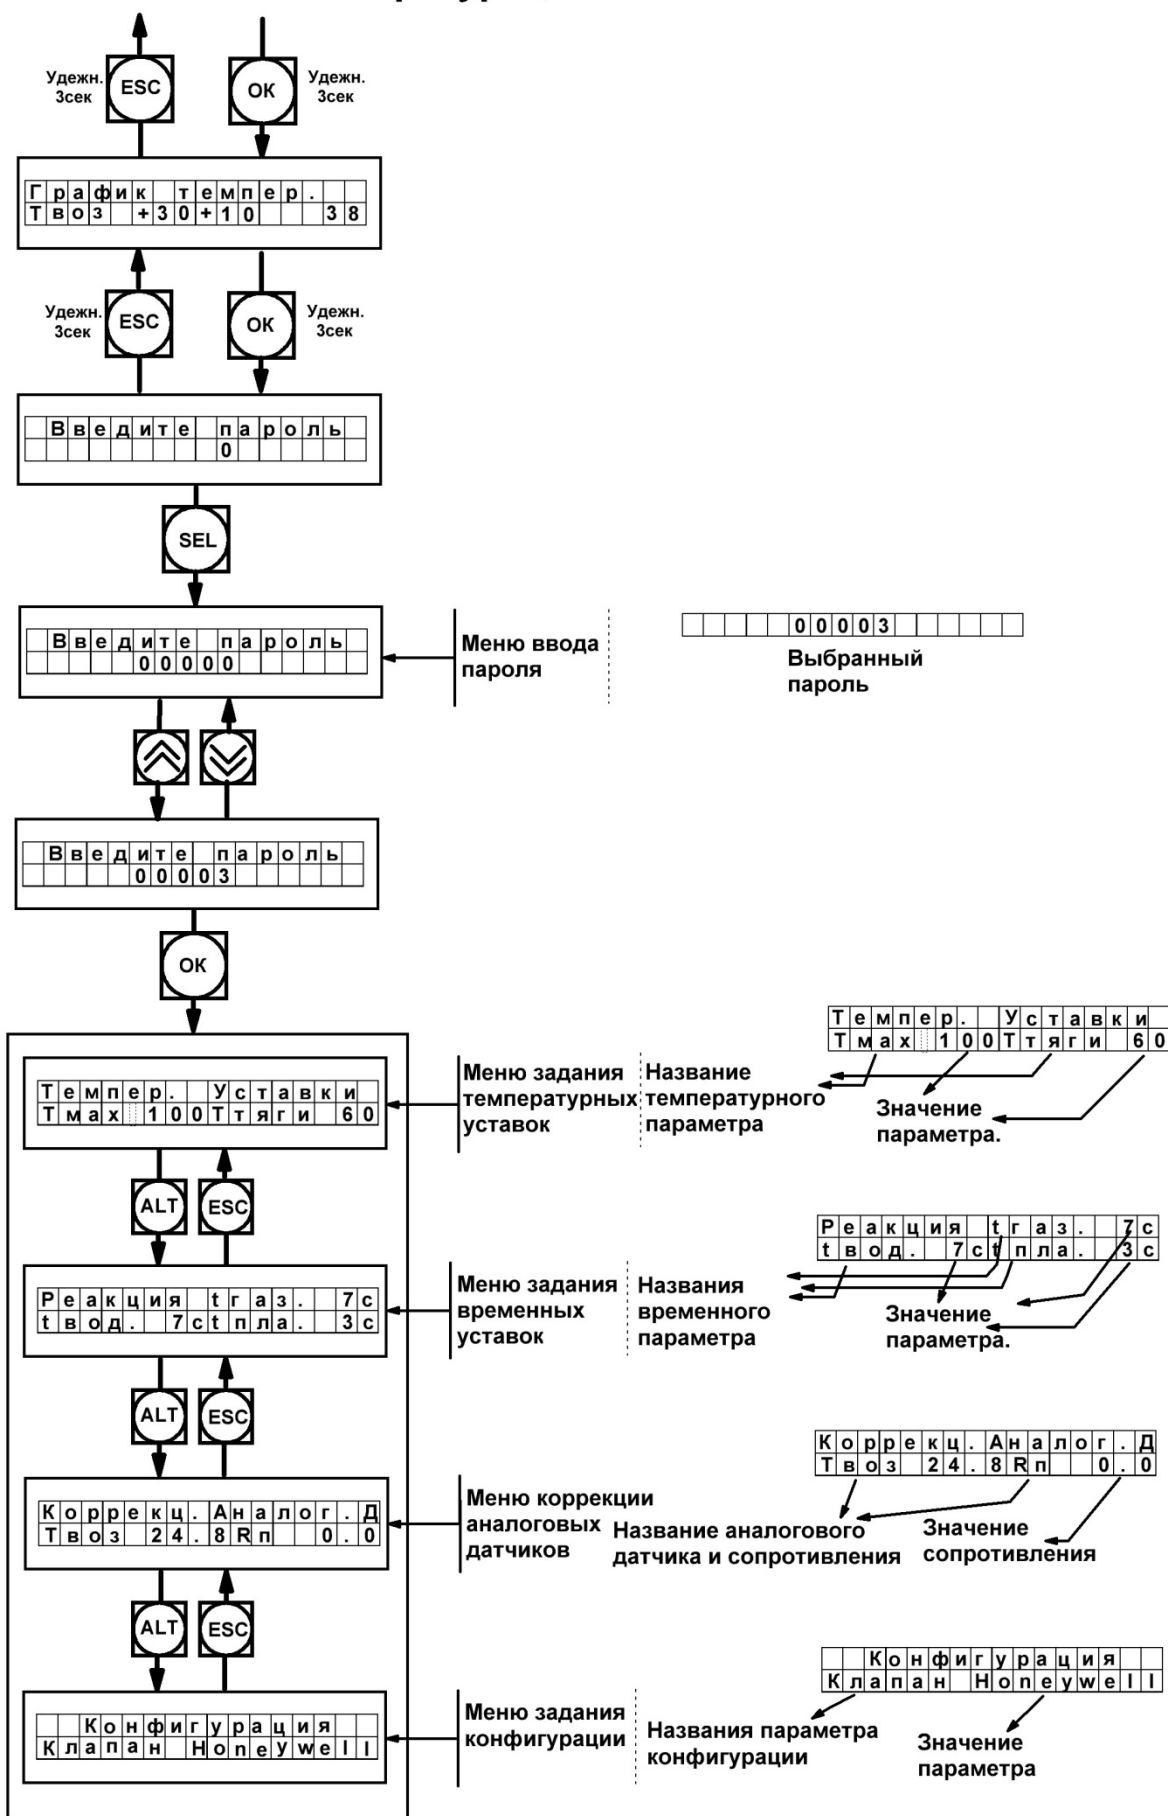 Удежн.
3сек
ESC
ОК
Удежн.
3сек
График темпер.
Твоз +30+10 38
Удежн.
3сек
ESC
ОК
Удежн.
3сек
Введите пароль
0
SEL
Введите пароль
00000
Меню ввода
пароля
00003
Выбранный
пароль
Введите пароль
00003
ОК
Темпер. Уставки
Тмах 100Ттяги 60
Меню задания
температурных
уставок
Название
температурного
параметра
Темпер. Уставки
Тмах 100Ттяги 60
Значение
параметра.
ALT
ESC
Реакция tгаз. 7с
tвод. 7сtпла. 3с
Меню задания
временных
уставок
Названия
временного
параметра
Реакция tгаз. 7с
tвод. 7сtпла. 3с
Значение
параметра.
ALT
ESC
Коррекц.Аналог.Д
Твоз 24.8Rп 0.0
Меню коррекции
аналоговых
датчиков
Название аналогового
датчика и сопротивления
Коррекц.Аналог.Д
Твоз 24.8Rп 0.0
Значение
сопротивления
ALT
ESC
Конфигурация
Клапан Honeywell
Меню задания
конфигурации
Названия параметра
конфигурации
Конфигурация
Клапан Honeywell
Значение
параметра